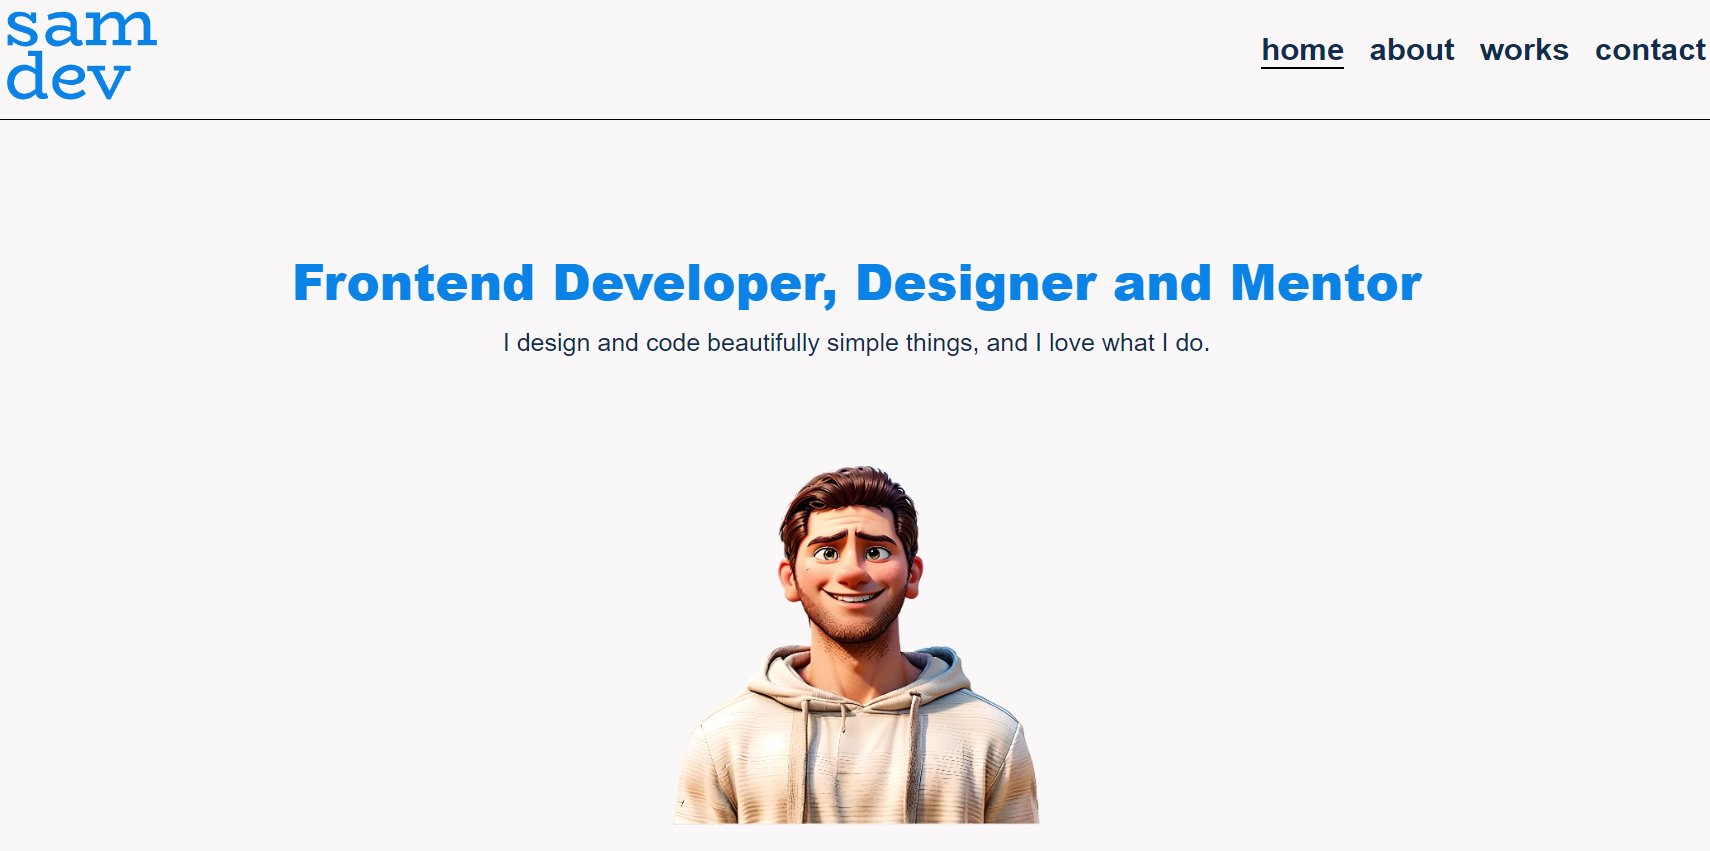 sam
dev
home about works contact
Frontend Developer, Designer and Mentor
I design and code beautifully simple things, and I love what I do.